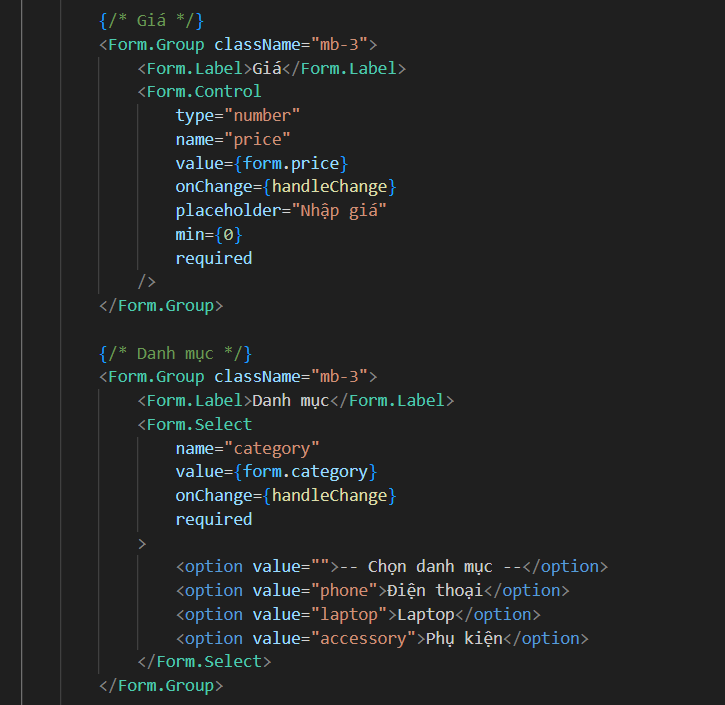 {/* Giá */}
<Form.Group className="mb-3">
    <Form.Label>Giá</Form.Label>
    <Form.Control
        type="number"
        name="price"
        value={form.price}
        onChange={handleChange}
        placeholder="Nhập giá"
        min={0}
        required
    />
</Form.Group>

{/* Danh mục */}
<Form.Group className="mb-3">
    <Form.Label>Danh mục</Form.Label>
    <Form.Select
        name="category"
        value={form.category}
        onChange={handleChange}
        required
    >
        <option value="">-- Chọn danh mục --</option>
        <option value="phone">Điện thoại</option>
        <option value="laptop">Laptop</option>
        <option value="accessory">Phụ kiện</option>
    </Form.Select>
</Form.Group>